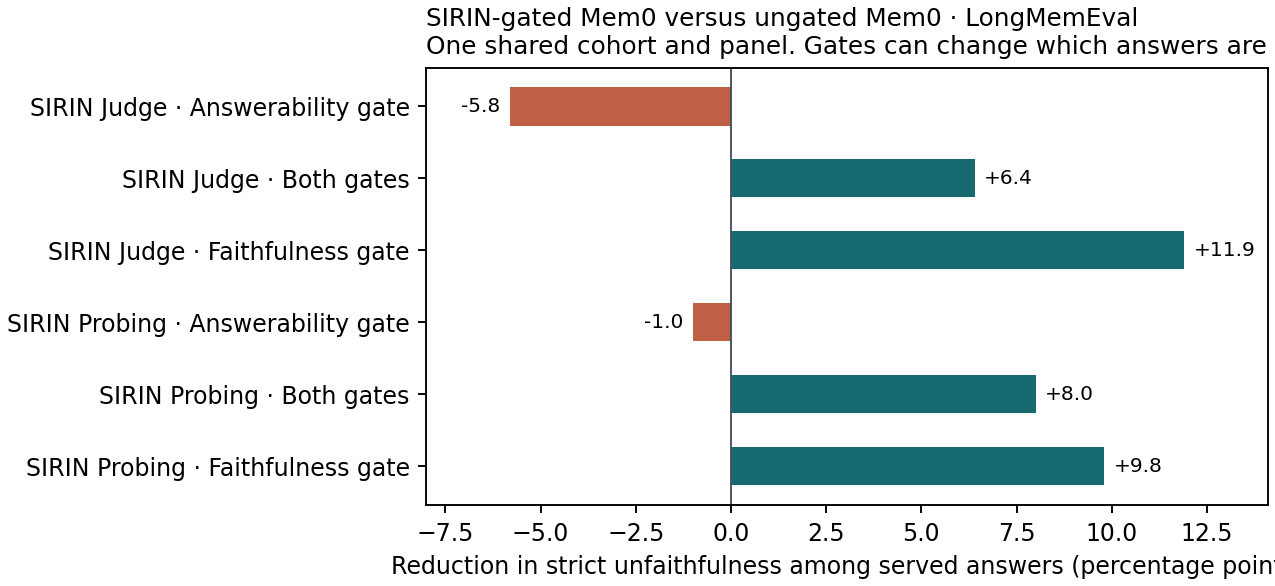 SIRIN-gated Mem0 versus ungated Mem0 · LongMemEval
One shared cohort and panel. Gates can change which answers are
SIRIN Judge · Answerability gate
-5.8
SIRIN Judge · Both gates
+6.4
SIRIN Judge · Faithfulness gate
+11.9
SIRIN Probing · Answerability gate
-1.0
SIRIN Probing · Both gates
+8.0
SIRIN Probing · Faithfulness gate
+9.8
−7.5 −5.0 −2.5 0.0 2.5 5.0 7.5 10.0 12.5
Reduction in strict unfaithfulness among served answers (percentage poin